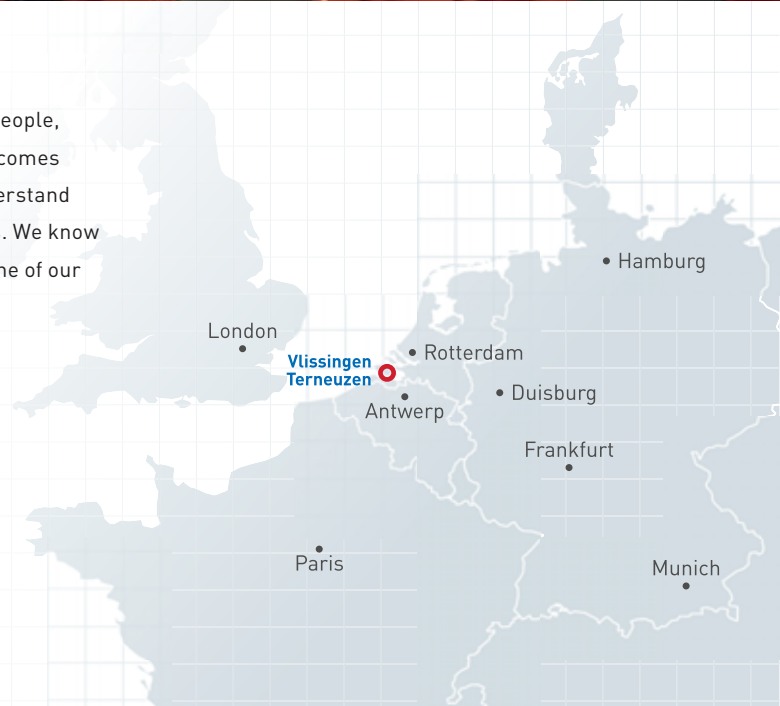 eople,
comes
erstand
. We know
ne of our
Hamburg
London
Rotterdam
Vlissingen
Terneuzen
Duisburg
Antwerp
Frankfurt
Paris
Munich